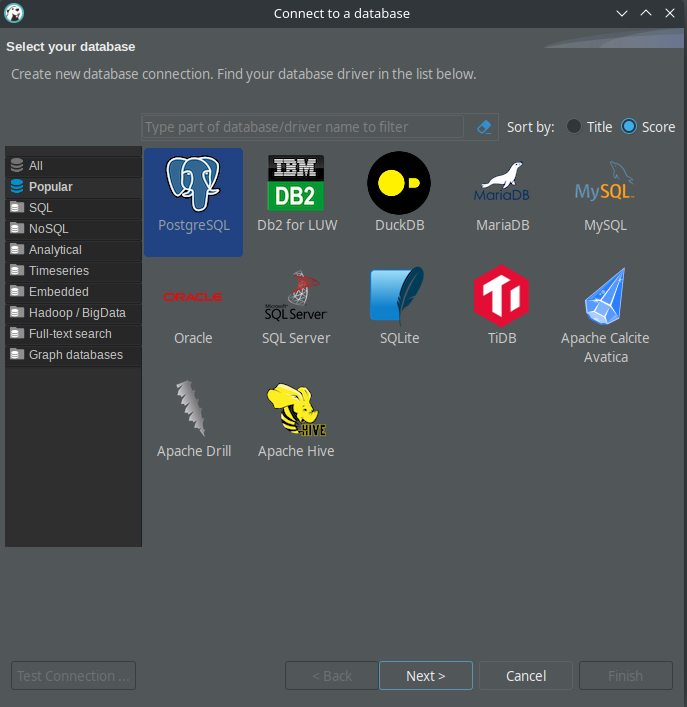 Connect to a database
Select your database
Create new database connection. Find your database driver in the list below.
Type part of database/driver name to filter
Sort by:
Title
Score
All
Popular
SQL
NoSQL
Analytical
Timeseries
Embedded
Hadoop / BigData
Full-text search
Graph databases
PostgreSQL
IBM
DB2
Db2 for LUW
DuckDB
MariaDB
MariaDB
MySQL
MySQL
ORACLE
Oracle
Microsoft
SQL Server
SQL Server
SQLite
Ti
TiDB
Apache Calcite
Avatica
Apache Drill
HIVE
Apache Hive
Test Connection ...
< Back
Next >
Cancel
Finish